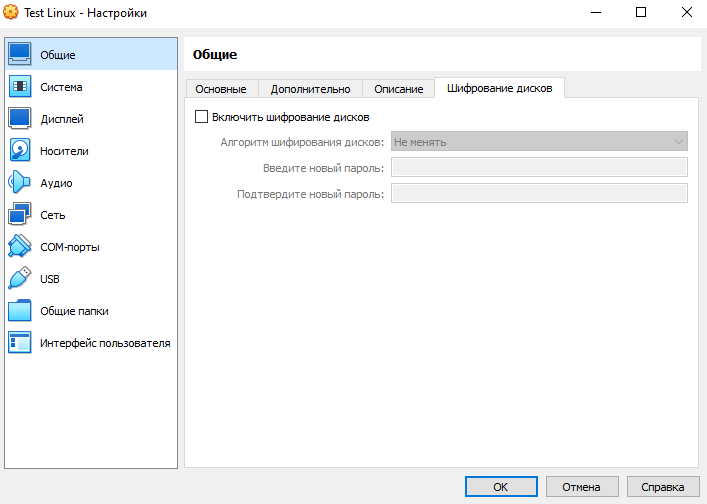 Test Linux - Настройки
Общие
Система
Дисплей
Носители
Аудио
Сеть
COM-порты
USB
Общие папки
Интерфейс пользователя
Общие
Основные Дополнительно Описание Шифрование дисков
Включить шифрование дисков
Алгоритм шифирования дисков: Не менять
Введите новый пароль:
Подтвердите новый пароль:
OK Отмена Справка